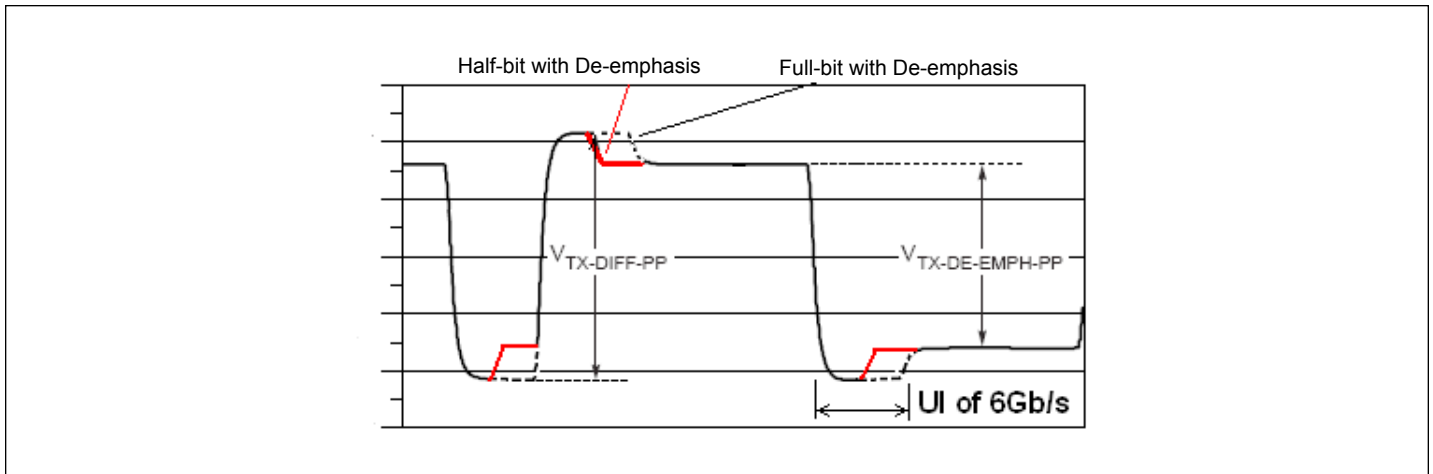 Half-bit with De-emphasis
Full-bit with De-emphasis
VTX-DIFF-PP
VTX-DE-EMPH-PP
UI of 6Gb/s